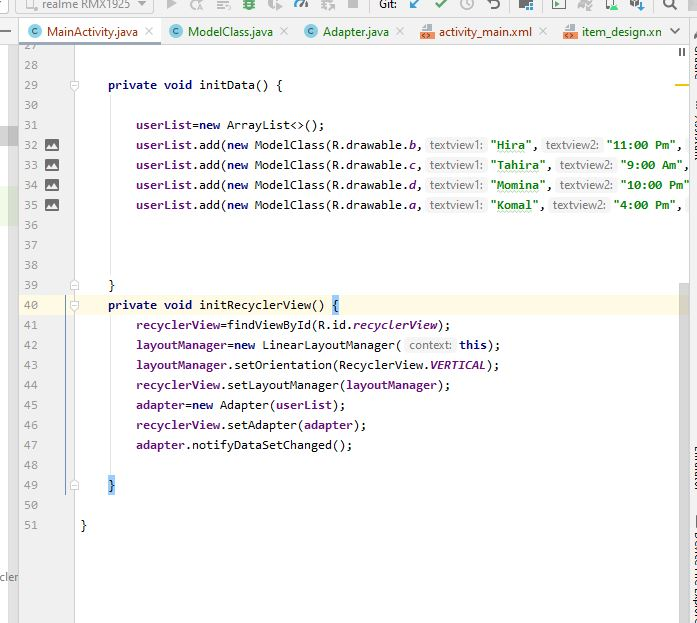 realme RMX1925 Git:
MainActivity.java ModelClass.java Adapter.java activity_main.xml item_design.xn
27
28
29 private void initData() {
30
31 userList=new ArrayList<>();
32 userList.add(new ModelClass(R.drawable.b, textview1: "Hira", textview2: "11:00 Pm",
33 userList.add(new ModelClass(R.drawable.c, textview1: "Tahira", textview2: "9:00 Am",
34 userList.add(new ModelClass(R.drawable.d, textview1: "Momina", textview2: "10:00 Pm"
35 userList.add(new ModelClass(R.drawable.a, textview1: "Komal", textview2: "4:00 Pm",
36
37
38
39 }
40 private void initRecyclerView() {
41 recyclerView=findViewById(R.id.recyclerView);
42 layoutManager=new LinearLayoutManager( context: this);
43 layoutManager.setOrientation(RecyclerView.VERTICAL);
44 recyclerView.setLayoutManager(layoutManager);
45 adapter=new Adapter(userList);
46 recyclerView.setAdapter(adapter);
47 adapter.notifyDataSetChanged();
48
49 }
50
51 }
cler